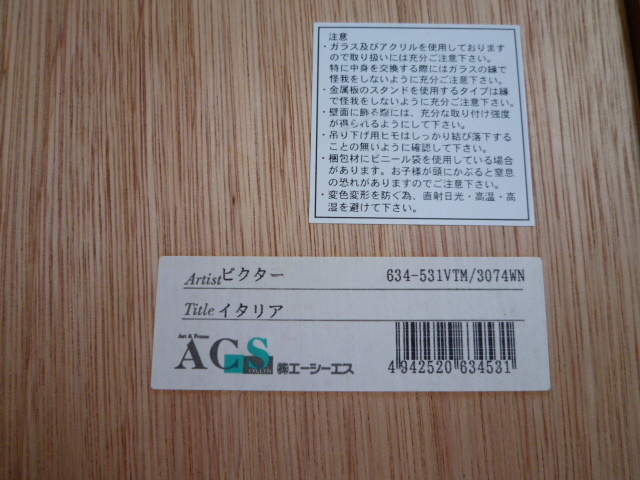 注意
・ガラス及びアクリルを使用しております
ので取り扱いには充分ご注意下さい。
特に中身を交換する際にはガラスの縁で
怪我をしないように充分ご注意下さい。
・金属板のスタンドを使用するタイプは縁
で怪我をしないように充分ご注意下さい。
・壁面に飾る際には、充分な取り付け強度
が得られるようにして下さい。
・吊り下げ用ヒモはしっかり結び落下する
ことの無いように確認して下さい。
・梱包材にビニール袋を使用している場合
があります。お子様が頭にかぶると窒息
の恐れがありますのでご注意下さい。
・変色変形を防ぐ為、直射日光・高温・高
湿を避けて下さい。
Artist ビクター 634-531VTM/3074WN
Title イタリア
Art & Frame
ACS
CO.,LTD. ㈱エーシーエス
4 942520 634531